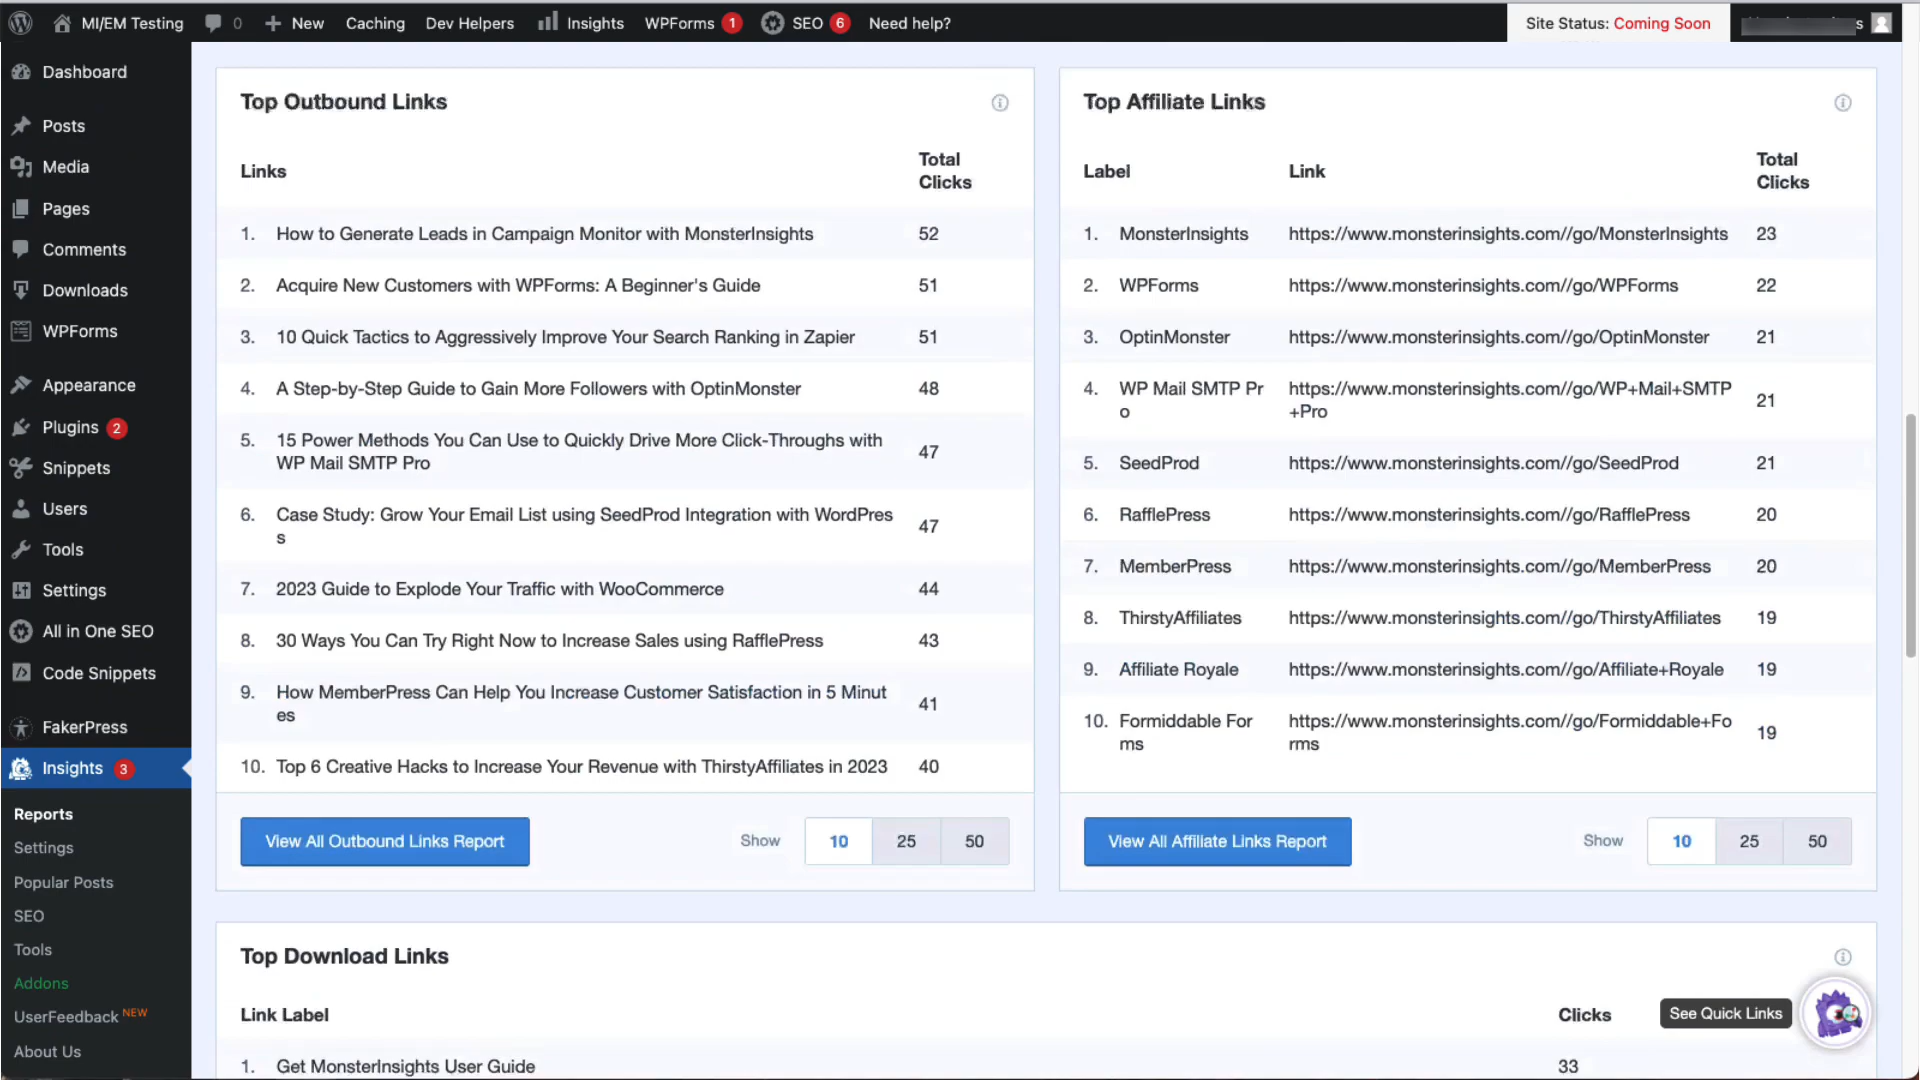 MI/EM Testing 0 New Caching Dev Helpers Insights WPForms 1 SEO 6 Need help? Site Status: Coming Soon s
Dashboard
Posts
Media
Pages
Comments
Downloads
WPForms
Appearance
Plugins 2
Snippets
Users
Tools
Settings
All in One SEO
Code Snippets
FakerPress
Insights 3
Reports
Settings
Popular Posts
SEO
Tools
Addons
UserFeedback NEW
About Us
Top Outbound Links
Links Total Clicks
1. How to Generate Leads in Campaign Monitor with MonsterInsights 52
2. Acquire New Customers with WPForms: A Beginner's Guide 51
3. 10 Quick Tactics to Aggressively Improve Your Search Ranking in Zapier 51
4. A Step-by-Step Guide to Gain More Followers with OptinMonster 48
5. 15 Power Methods You Can Use to Quickly Drive More Click-Throughs with
WP Mail SMTP Pro 47
6. Case Study: Grow Your Email List using SeedProd Integration with WordPres
s 47
7. 2023 Guide to Explode Your Traffic with WooCommerce 44
8. 30 Ways You Can Try Right Now to Increase Sales using RafflePress 43
9. How MemberPress Can Help You Increase Customer Satisfaction in 5 Minut
es 41
10. Top 6 Creative Hacks to Increase Your Revenue with ThirstyAffiliates in 2023 40
View All Outbound Links Report Show 10 25 50
Top Affiliate Links
Label Link Total Clicks
1. MonsterInsights https://www.monsterinsights.com//go/MonsterInsights 23
2. WPForms https://www.monsterinsights.com//go/WPForms 22
3. OptinMonster https://www.monsterinsights.com//go/OptinMonster 21
4. WP Mail SMTP Pr https://www.monsterinsights.com//go/WP+Mail+SMTP
o +Pro 21
5. SeedProd https://www.monsterinsights.com//go/SeedProd 21
6. RafflePress https://www.monsterinsights.com//go/RafflePress 20
7. MemberPress https://www.monsterinsights.com//go/MemberPress 20
8. ThirstyAffiliates https://www.monsterinsights.com//go/ThirstyAffiliates 19
9. Affiliate Royale https://www.monsterinsights.com//go/Affiliate+Royale 19
10. Formiddable For https://www.monsterinsights.com//go/Formiddable+Fo
ms rms 19
View All Affiliate Links Report Show 10 25 50
Top Download Links
Link Label Clicks
See Quick Links
1. Get MonsterInsights User Guide 33